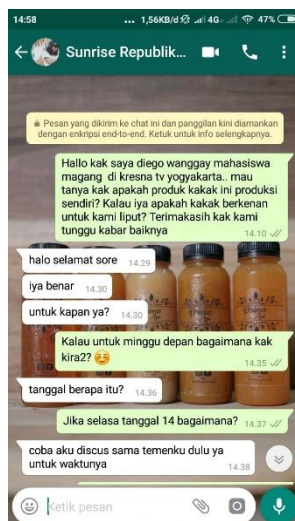 14:58
... 1,56KB/d 4G 47%
Sunrise Republik...
Pesan yang dikirim ke chat ini dan panggilan kini diamankan
dengan enkripsi end-to-end. Ketuk untuk info selengkapnya.
Hallo kak saya diego wanggay mahasiswa
magang di kresna tv yogyakarta.. mau
tanya kak apakah produk kakak ini produksi
sendiri? Kalau iya apakah kakak berkenan
untuk kami liput? Terimakasih kak kami
tunggu kabar baiknya
14.10
halo selamat sore 14.29
iya benar 14.30
untuk kapan ya? 14.30
Kalau untuk minggu depan bagaimana kak
kira2?
14.35
tanggal berapa itu? 14.36
Jika selasa tanggal 14 bagaimana? 14.37
coba aku discus sama temenku dulu ya
untuk waktunya
14.38
Ketik pesan